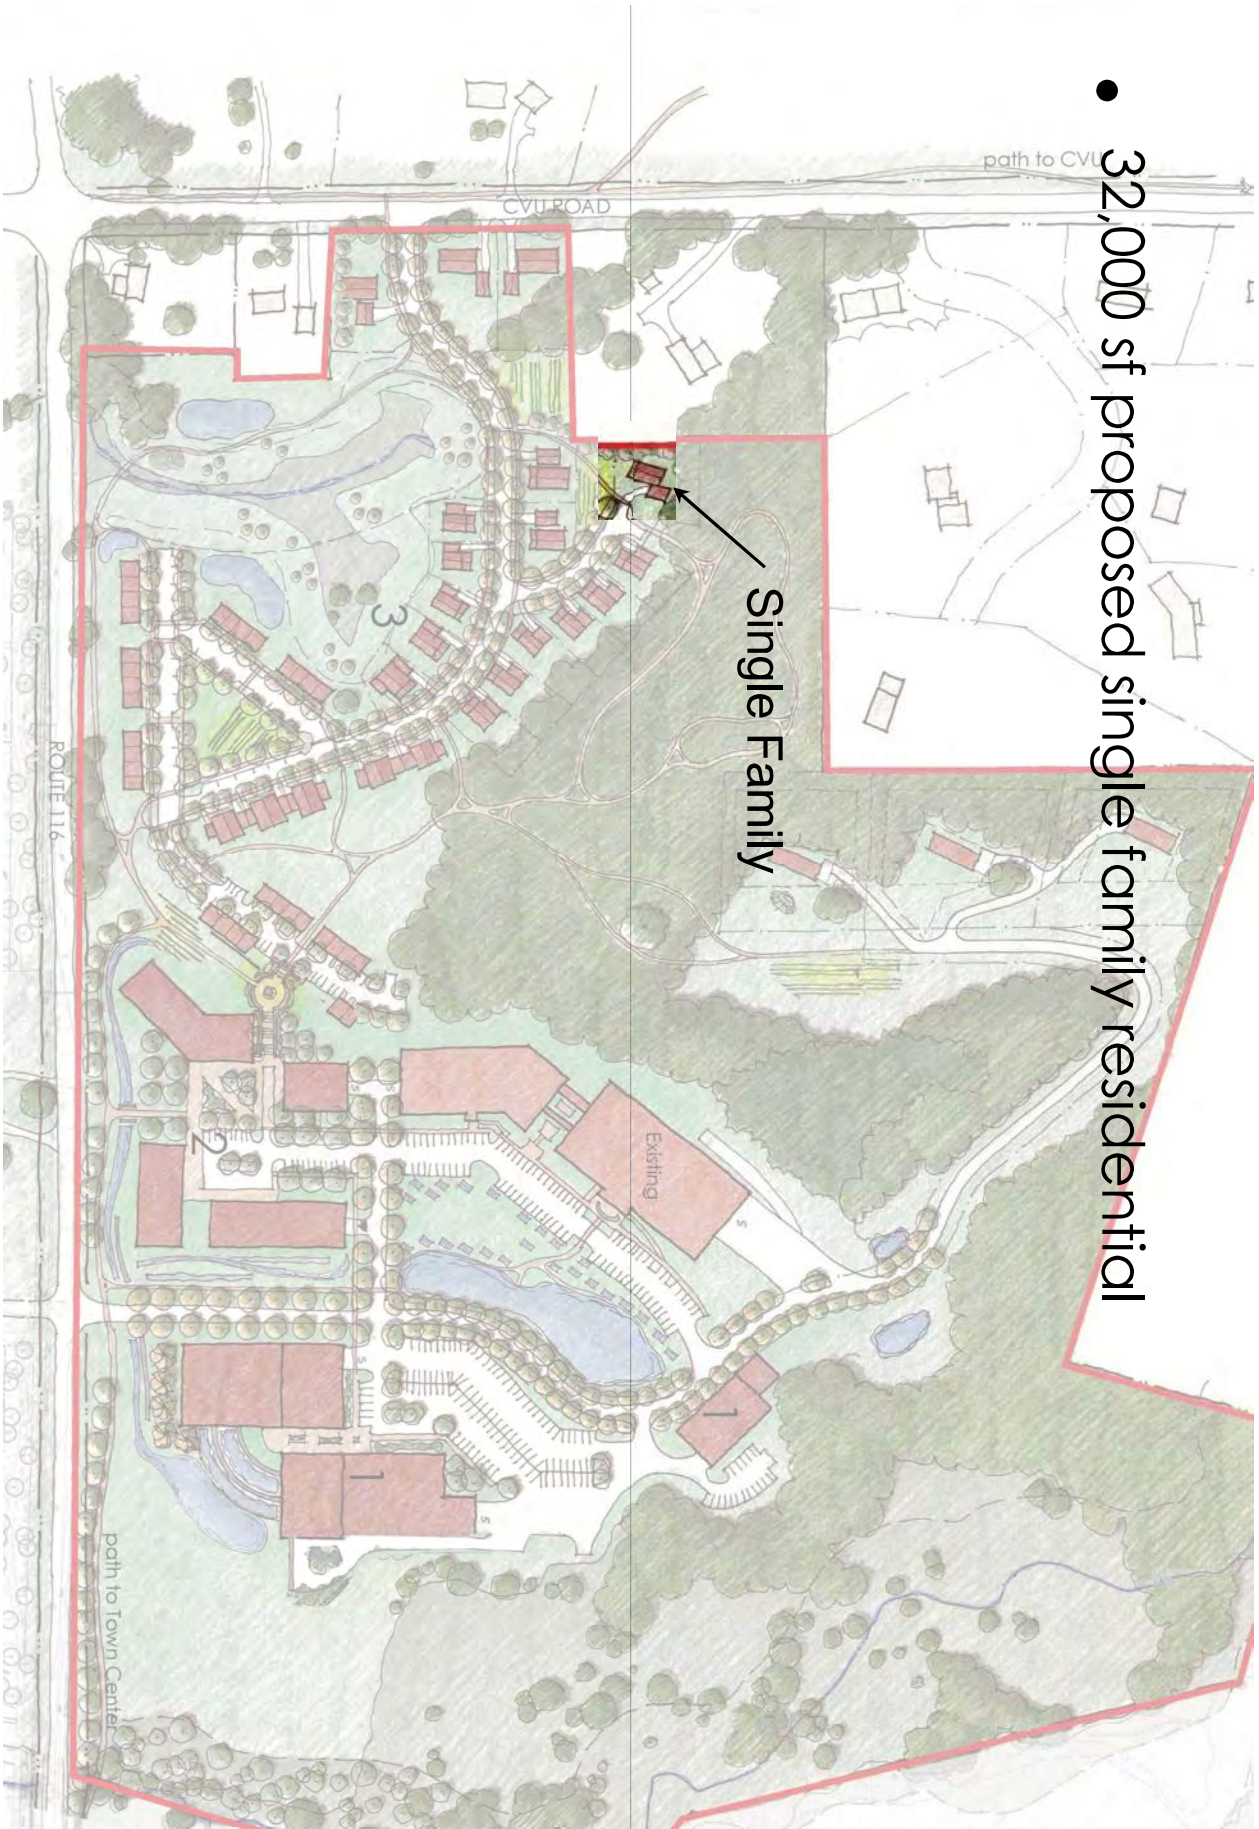 • 32,000 sf proposed single family residential
Single Family
path to CVU
CVU ROAD
ROUTE 116
path to Town Center
Existing
3
2
1
1
s
s
s
s
s